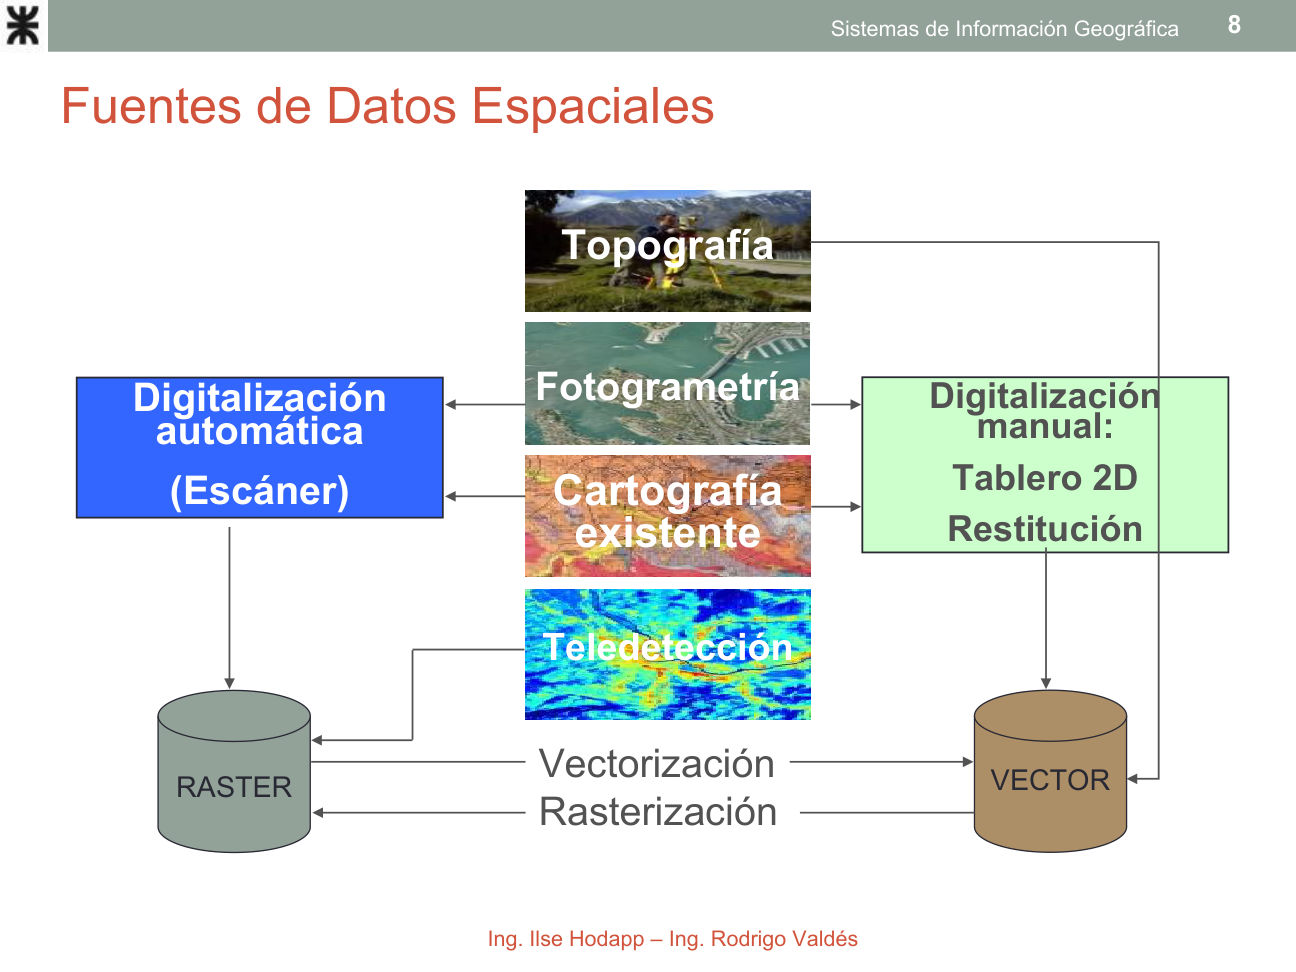 Sistemas de Información Geográfica
8
Fuentes de Datos Espaciales
Topografía
Fotogrametría
Digitalización
automática
(Escáner)
Digitalización
manual:
Tablero 2D
Restitución
Cartografía
existente
Teledetección
RASTER
Vectorización
Rasterización
VECTOR
Ing. Ilse Hodapp – Ing. Rodrigo Valdés